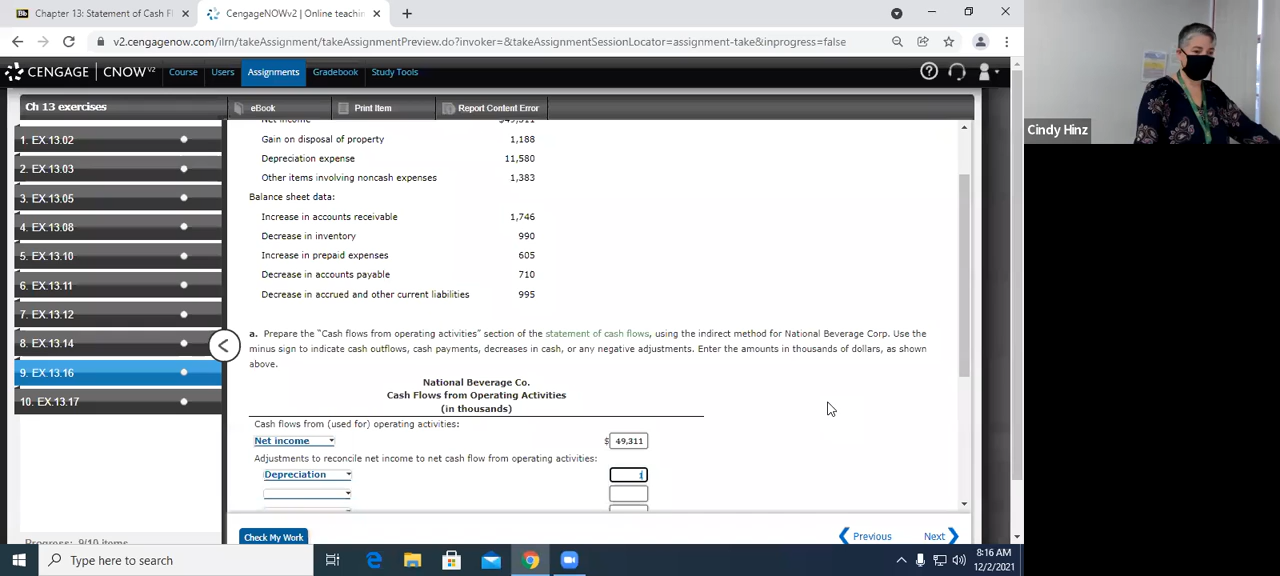 Chapter 13: Statement of Cash F
CengageNOWv2 | Online teachin
v2.cengagenow.com/ilrn/takeAssignment/takeAssignmentPreview.do?invoker=&takeAssignmentSessionLocator=assignment-take&inprogress=false
CENGAGE | CNOWv2 Course Users Assignments Gradebook Study Tools
Ch 13 exercises eBook Print Item Report Content Error
Cindy Hinz
1. EX.13.02
2. EX.13.03
3. EX.13.05
4. EX.13.08
5. EX.13.10
6. EX.13.11
7. EX.13.12
8. EX.13.14
9. EX.13.16
10. EX.13.17
Progress: 9/10 items
Net income $49,311
Gain on disposal of property 1,188
Depreciation expense 11,580
Other items involving noncash expenses 1,383
Balance sheet data:
Increase in accounts receivable 1,746
Decrease in inventory 990
Increase in prepaid expenses 605
Decrease in accounts payable 710
Decrease in accrued and other current liabilities 995
a. Prepare the "Cash flows from operating activities" section of the statement of cash flows, using the indirect method for National Beverage Corp. Use the
minus sign to indicate cash outflows, cash payments, decreases in cash, or any negative adjustments. Enter the amounts in thousands of dollars, as shown
above.
National Beverage Co.
Cash Flows from Operating Activities
(in thousands)
Cash flows from (used for) operating activities:
Net income $ 49,311
Adjustments to reconcile net income to net cash flow from operating activities:
Depreciation 1
Check My Work Previous Next
Type here to search
8:16 AM
12/2/2021